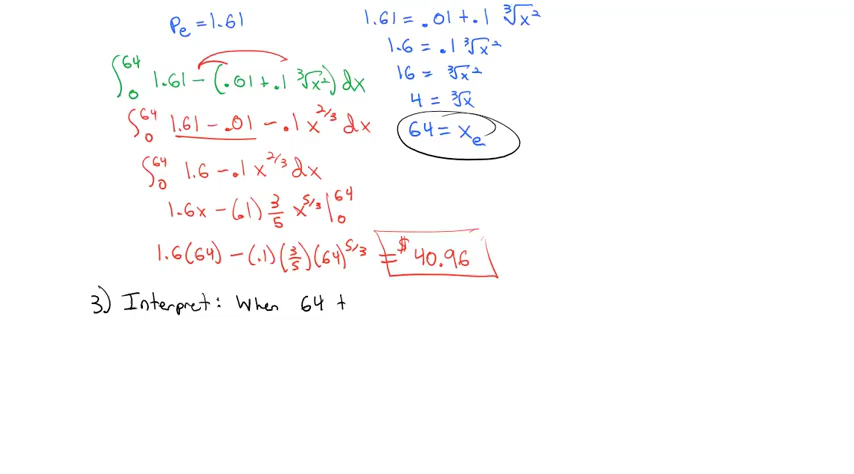 Pe = 1.61
1.61 = .01 + .1 ∛x²
1.6 = .1 ∛x²
16 = ∛x²
4 = ∛x
64 = xe
∫₀⁶⁴ 1.61 − (.01 + .1 ∛x²) dx
∫₀⁶⁴ 1.61 − .01 − .1x^2/3 dx
∫₀⁶⁴ 1.6 − .1x^2/3 dx
1.6x − (.1) 3/5 x^5/3 |₀⁶⁴
1.6(64) − (.1)(3/5)(64)^5/3 = $40.96
3) Interpret: When 64 t